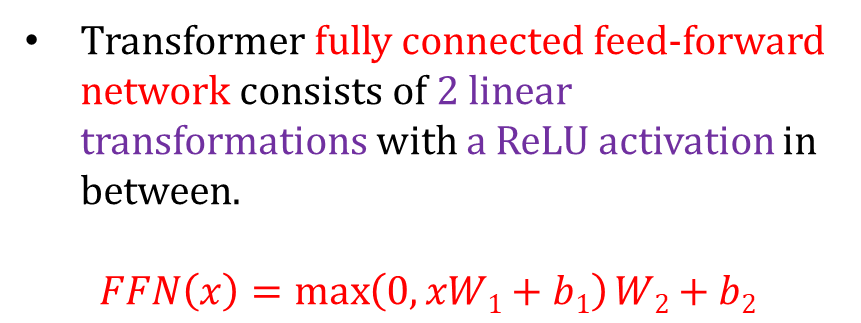 • Transformer fully connected feed-forward
network consists of 2 linear
transformations with a ReLU activation in
between.
FFN(x) = max(0, xW₁ + b₁) W₂ + b₂